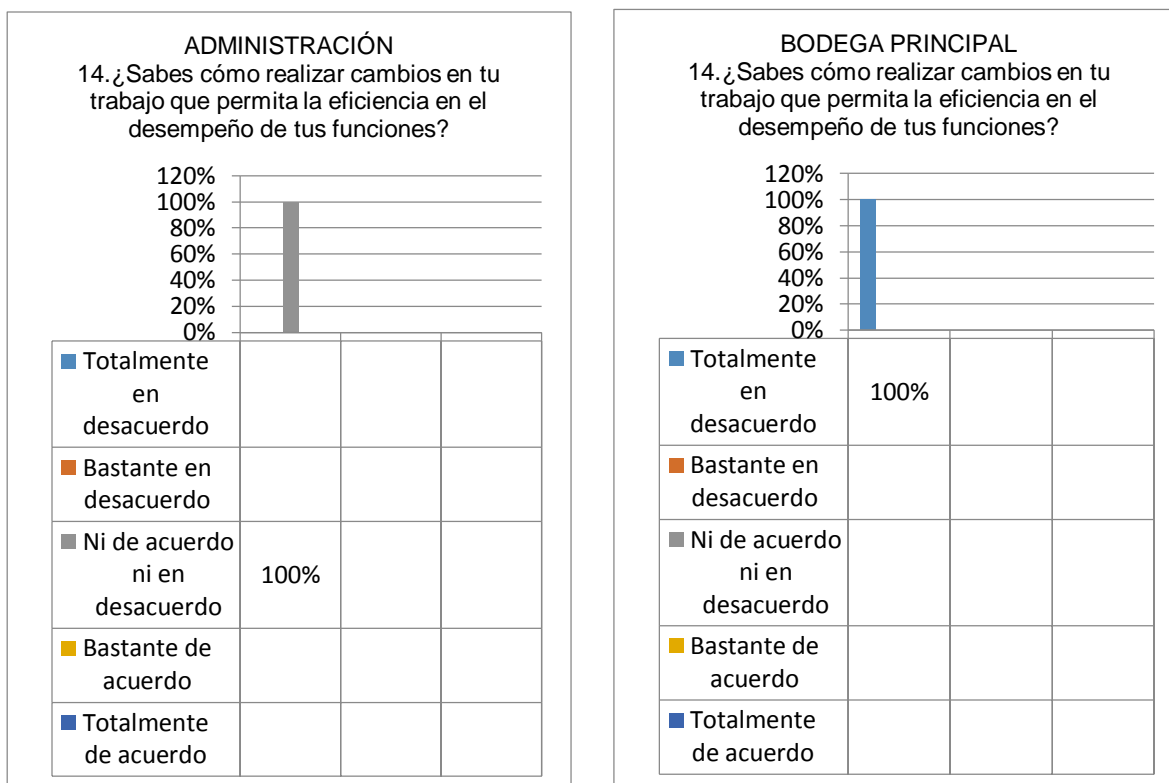 ADMINISTRACIÓN
14.¿Sabes cómo realizar cambios en tu
trabajo que permita la eficiencia en el
desempeño de tus funciones?
120%
100%
80%
60%
40%
20%
0%
Totalmente
en
desacuerdo
Bastante en
desacuerdo
Ni de acuerdo
ni en
desacuerdo
100%
Bastante de
acuerdo
Totalmente
de acuerdo
BODEGA PRINCIPAL
14.¿Sabes cómo realizar cambios en tu
trabajo que permita la eficiencia en el
desempeño de tus funciones?
120%
100%
80%
60%
40%
20%
0%
Totalmente
en
desacuerdo
100%
Bastante en
desacuerdo
Ni de acuerdo
ni en
desacuerdo
Bastante de
acuerdo
Totalmente
de acuerdo